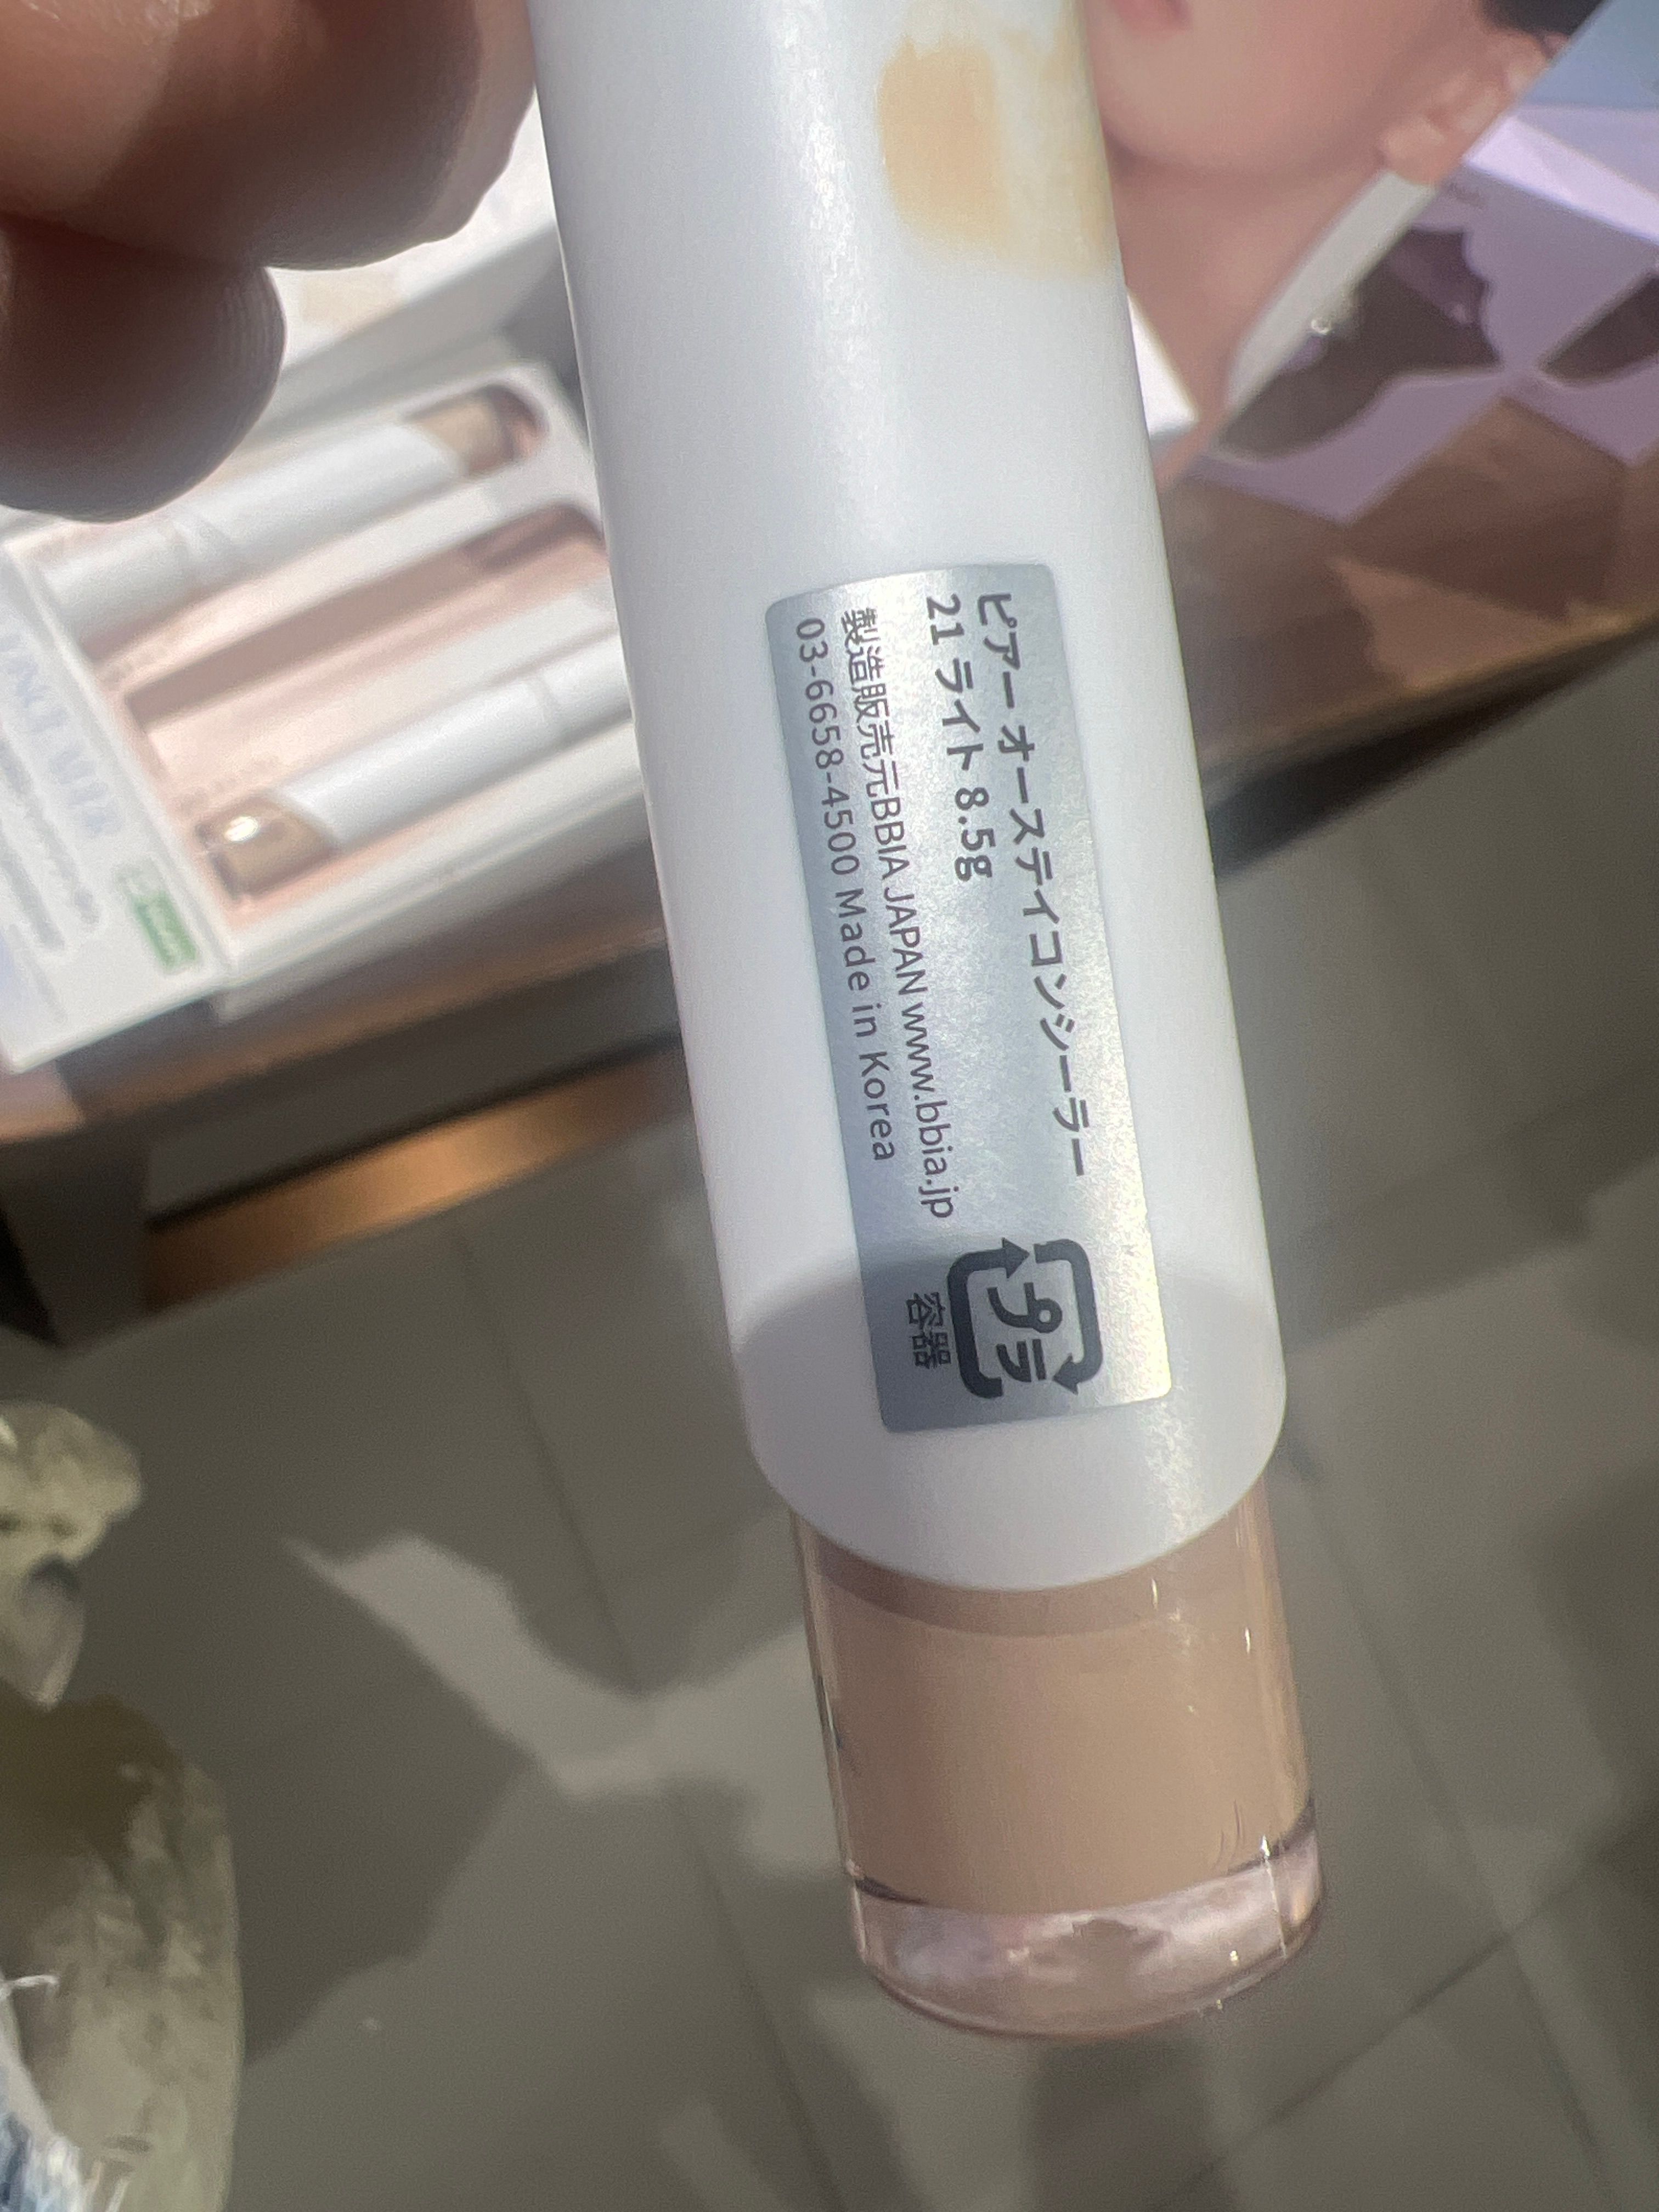 ピアー オーステイコンシーラー
21 ライト 8.5g
製造販売元BBIA JAPAN www.bbia.jp
03-6658-4500 Made in Korea
プラ
容器